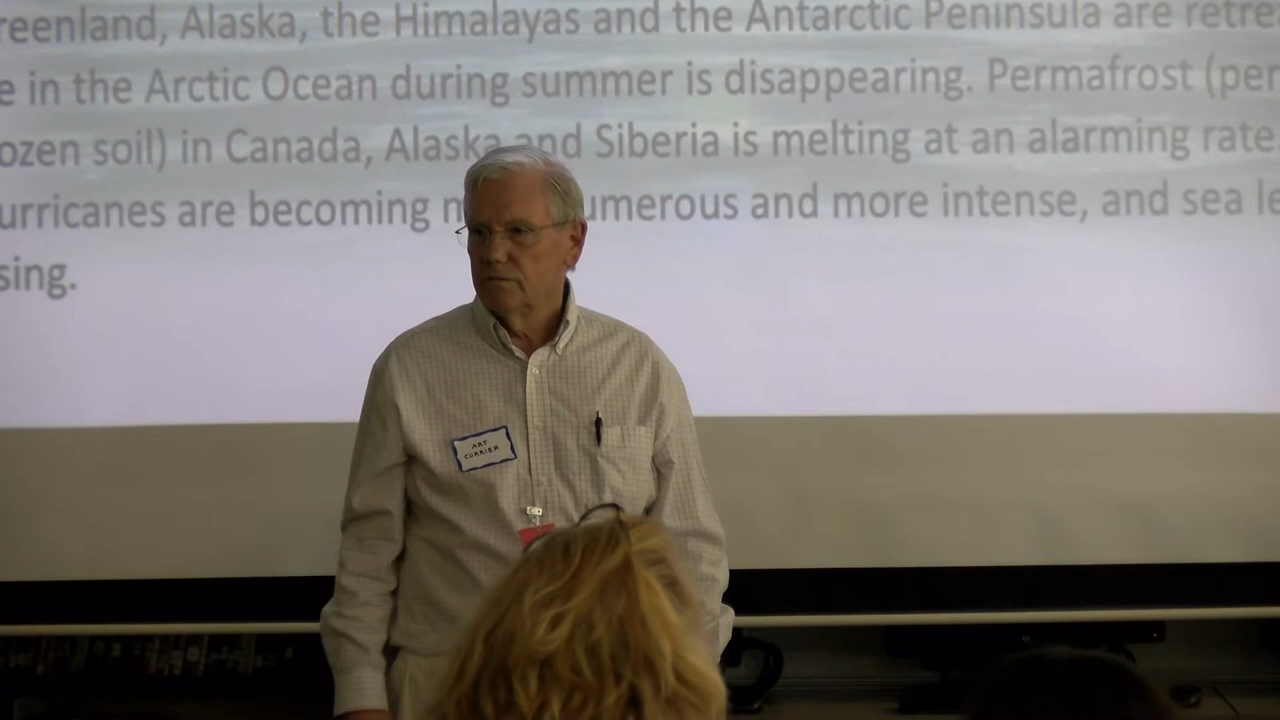 reenland, Alaska, the Himalayas and the Antarctic Peninsula are retre
e in the Arctic Ocean during summer is disappearing. Permafrost (per
ozen soil) in Canada, Alaska and Siberia is melting at an alarming rate.
urricanes are becoming m umerous and more intense, and sea le
sing.
ART
CURRIER